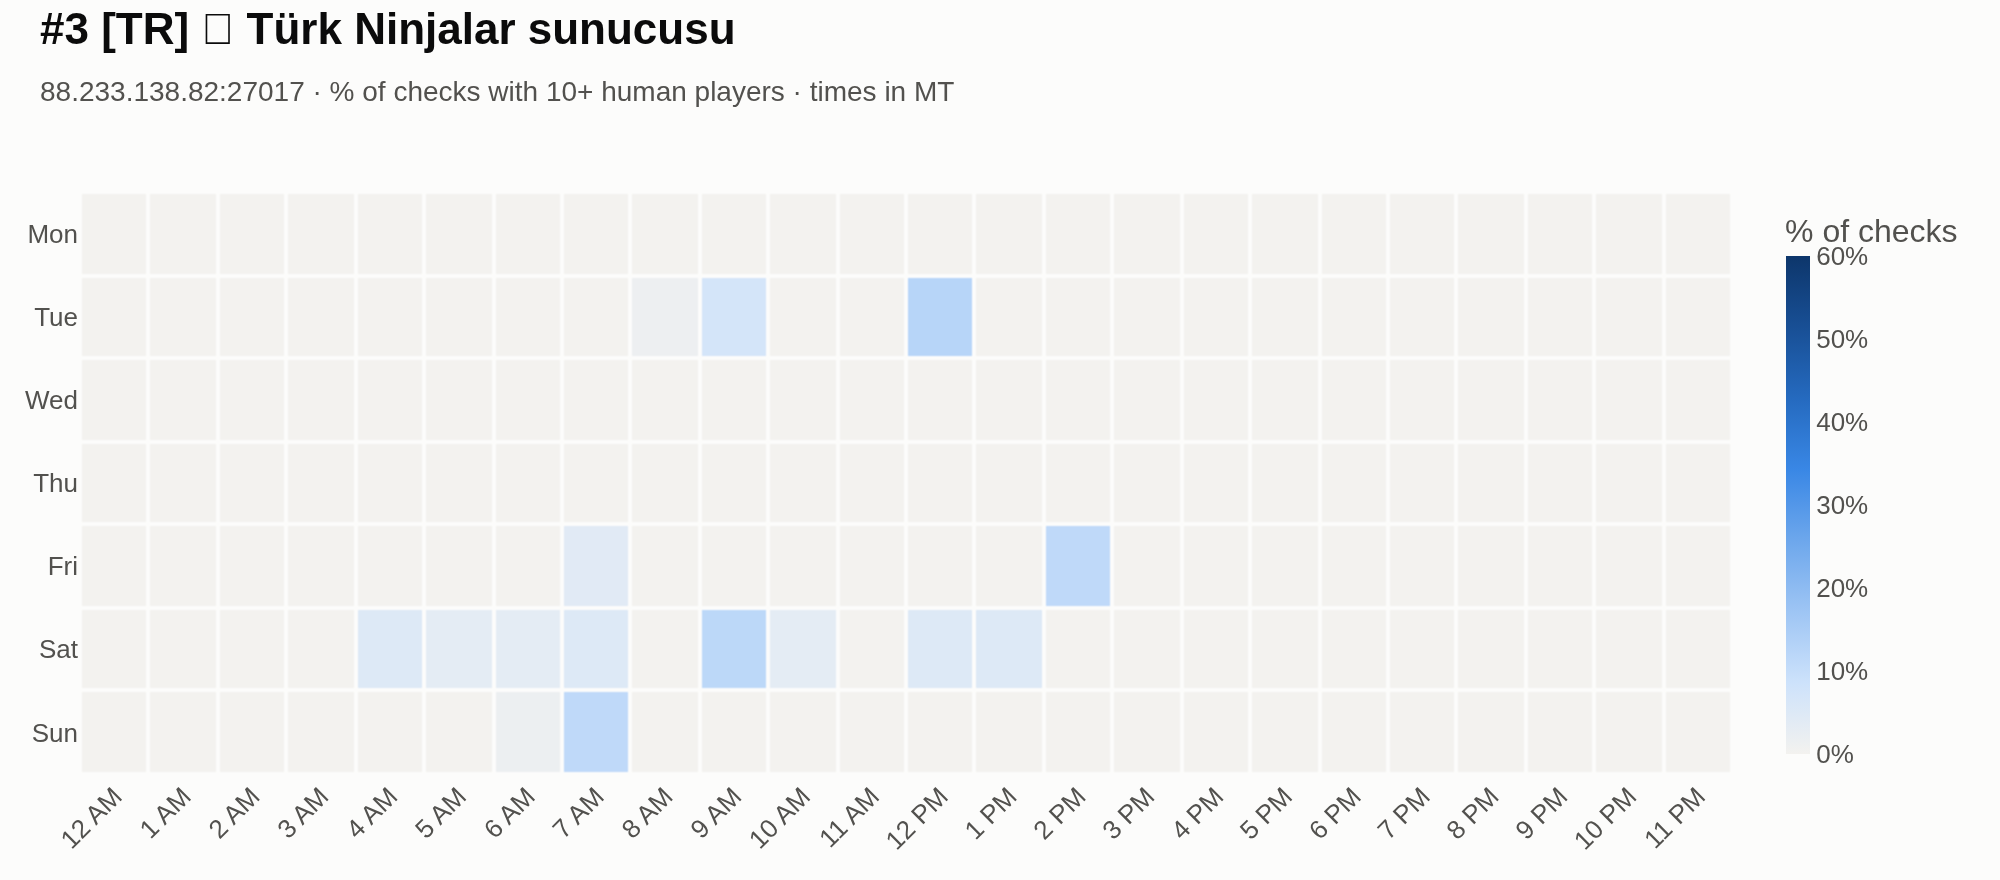 #3 [TR] Türk Ninjalar sunucusu
88.233.138.82:27017 · % of checks with 10+ human players · times in MT
% of checks
60%
50%
40%
30%
20%
10%
0%
Mon
Tue
Wed
Thu
Fri
Sat
Sun
12 AM
1 AM
2 AM
3 AM
4 AM
5 AM
6 AM
7 AM
8 AM
9 AM
10 AM
11 AM
12 PM
1 PM
2 PM
3 PM
4 PM
5 PM
6 PM
7 PM
8 PM
9 PM
10 PM
11 PM